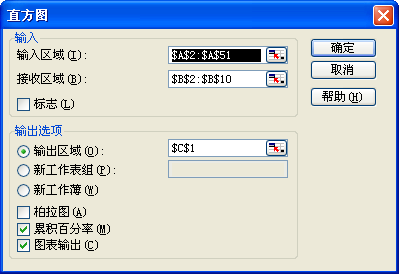 直方图
输入
输入区域(I): $A$2:$A$51 确定
接收区域(B): $B$2:$B$10 取消
标志(L) 帮助(H)
输出选项
输出区域(O): $C$1
新工作表组(P):
新工作薄(W)
柏拉图(A)
累积百分率(M)
图表输出(C)